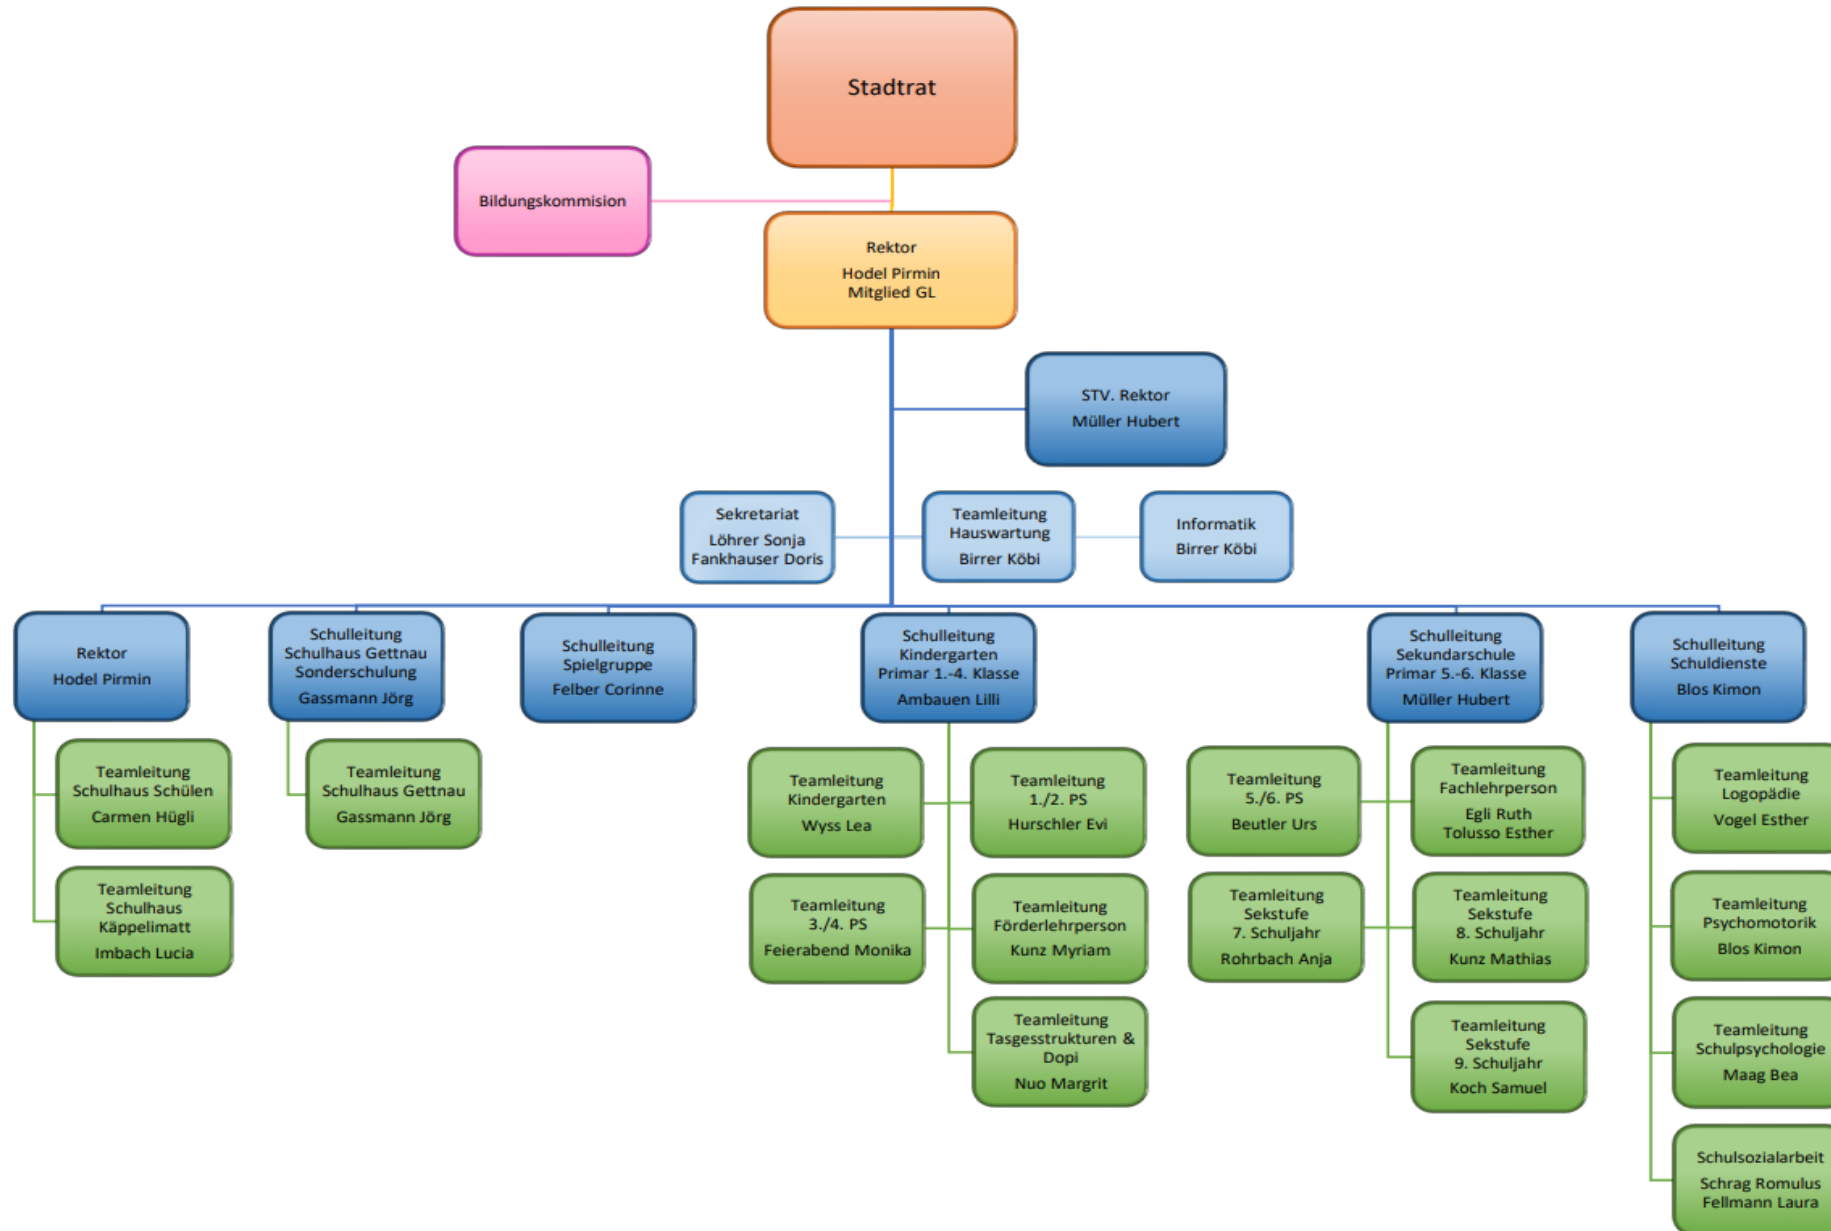 Stadtrat
Bildungskommision
Rektor
Hodel Pirmin
Mitglied GL
STV. Rektor
Müller Hubert
Sekretariat
Löhrer Sonja
Fankhauser Doris
Teamleitung
Hauswartung
Birrer Köbi
Informatik
Birrer Köbi
Rektor
Hodel Pirmin
Schulleitung
Schulhaus Gettnau
Sonderschulung
Gassmann Jörg
Schulleitung
Spielgruppe
Felber Corinne
Schulleitung
Kindergarten
Primar 1.-4. Klasse
Ambauen Lilli
Schulleitung
Sekundarschule
Primar 5.-6. Klasse
Müller Hubert
Schulleitung
Schuldienste
Blos Kimon
Teamleitung
Schulhaus Schülen
Carmen Hügli
Teamleitung
Schulhaus
Käppelimatt
Imbach Lucia
Teamleitung
Schulhaus Gettnau
Gassmann Jörg
Teamleitung
Kindergarten
Wyss Lea
Teamleitung
1./2. PS
Hurschler Evi
Teamleitung
3./4. PS
Feierabend Monika
Teamleitung
Förderlehrperson
Kunz Myriam
Teamleitung
Tasgesstrukturen &
Dopi
Nuo Margrit
Teamleitung
5./6. PS
Beutler Urs
Teamleitung
Fachlehrperson
Egli Ruth
Tolusso Esther
Teamleitung
Sekstufe
7. Schuljahr
Rohrbach Anja
Teamleitung
Sekstufe
8. Schuljahr
Kunz Mathias
Teamleitung
Sekstufe
9. Schuljahr
Koch Samuel
Teamleitung
Logopädie
Vogel Esther
Teamleitung
Psychomotorik
Blos Kimon
Teamleitung
Schulpsychologie
Maag Bea
Schulsozialarbeit
Schrag Romulus
Fellmann Laura